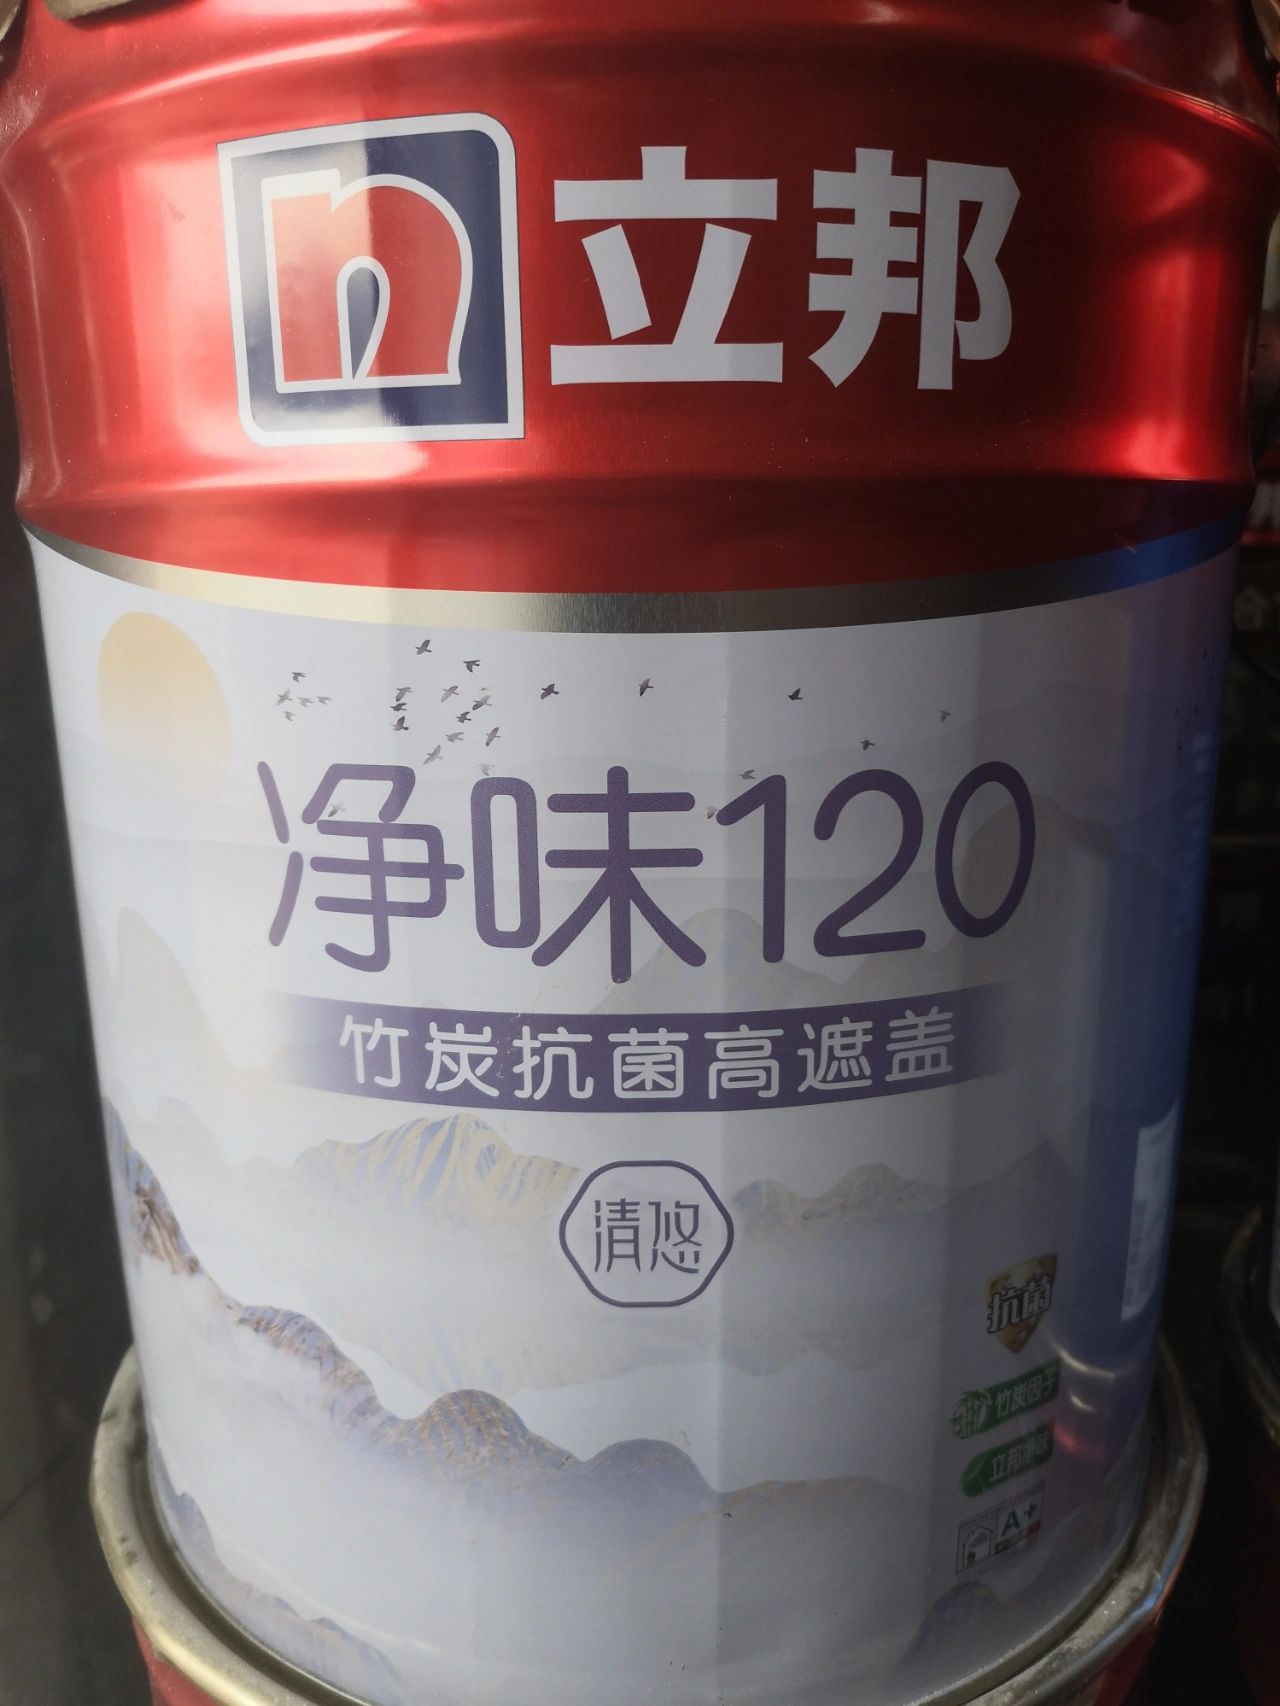 n立邦
净味120
竹炭抗菌高遮盖
清悠
抗菌
竹炭因子
立邦净味
A+